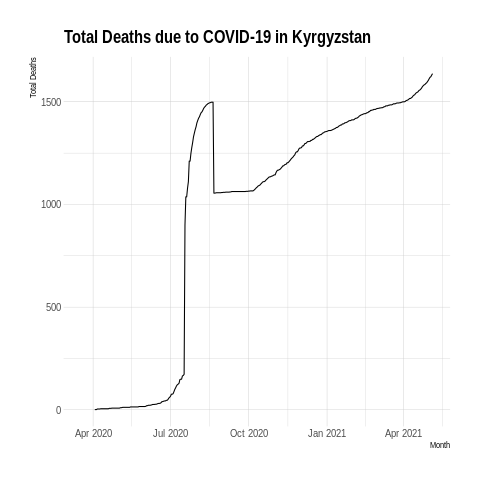 Total Deaths due to COVID-19 in Kyrgyzstan
Total Deaths
1500
1000
500
0
Apr 2020 Jul 2020 Oct 2020 Jan 2021 Apr 2021
Month